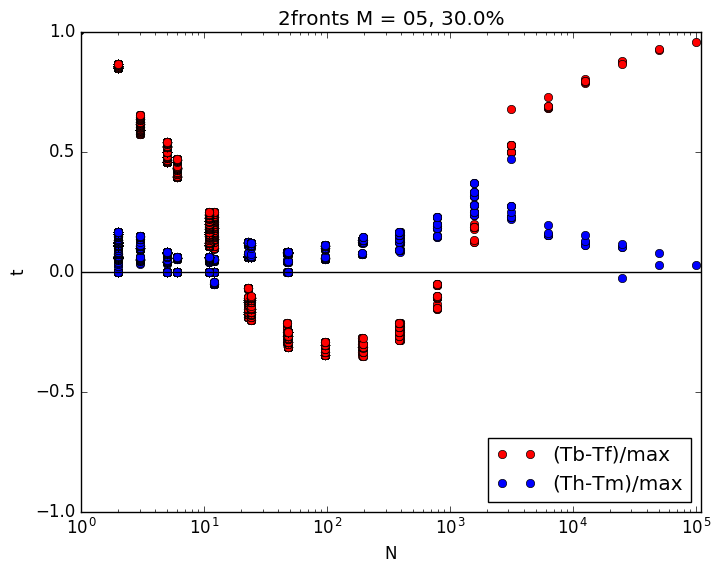 2fronts M = 05, 30.0%
1.0
0.5
0.0
−0.5
−1.0
t
10^0
10^1
10^2
10^3
10^4
10^5
N
(Tb-Tf)/max
(Th-Tm)/max